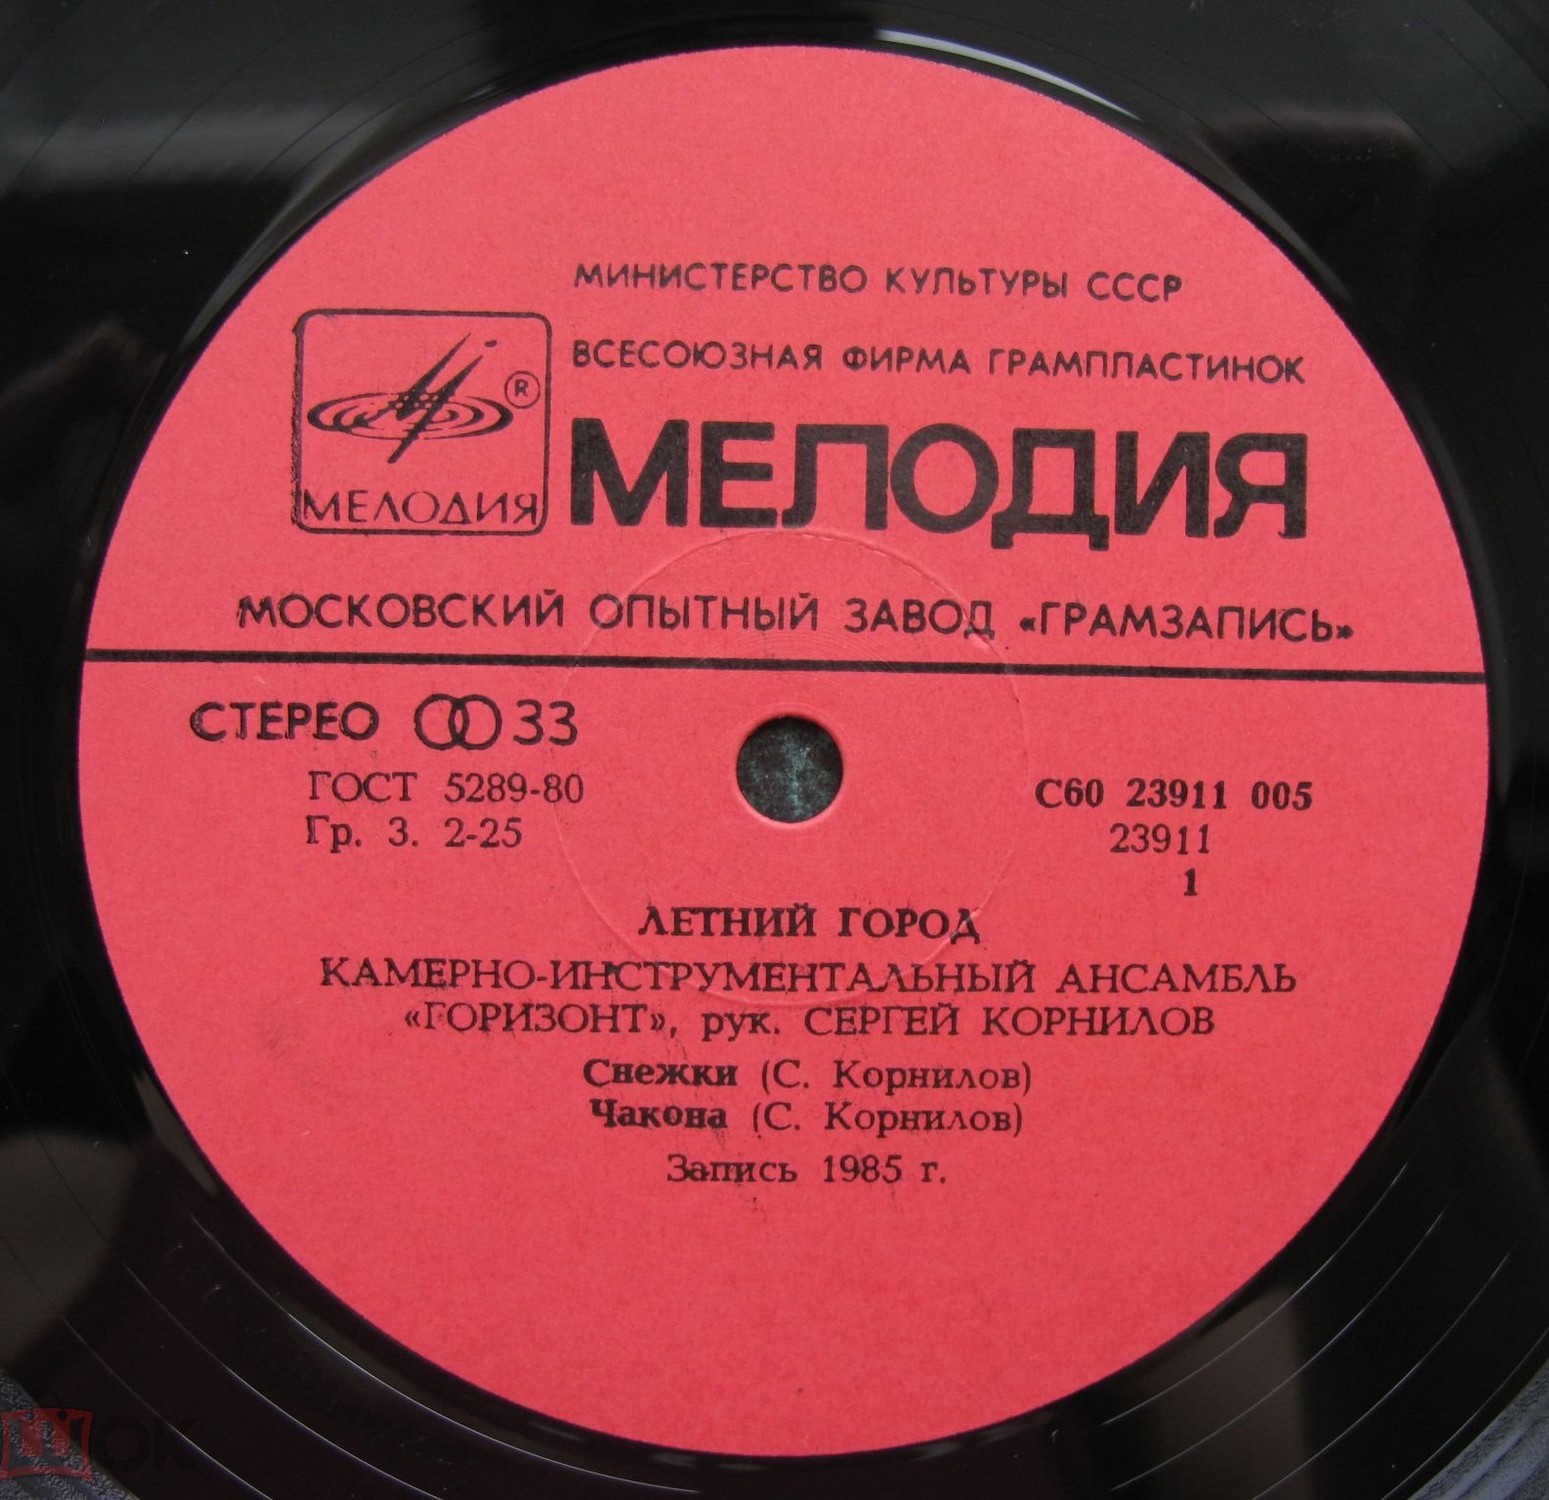 МИНИСТЕРСТВО КУЛЬТУРЫ СССР
ВСЕСОЮЗНАЯ ФИРМА ГРАМПЛАСТИНОК
®
МЕЛОДИЯ
МЕЛОДИЯ
МОСКОВСКИЙ ОПЫТНЫЙ ЗАВОД «ГРАМЗАПИСЬ»
СТЕРЕО 33
ГОСТ 5289-80
Гр. 3. 2-25
С60 23911 005
23911
1
ЛЕТНИЙ ГОРОД
КАМЕРНО-ИНСТРУМЕНТАЛЬНЫЙ АНСАМБЛЬ
«ГОРИЗОНТ», рук. СЕРГЕЙ КОРНИЛОВ
Снежки (С. Корнилов)
Чакона (С. Корнилов)
Запись 1985 г.